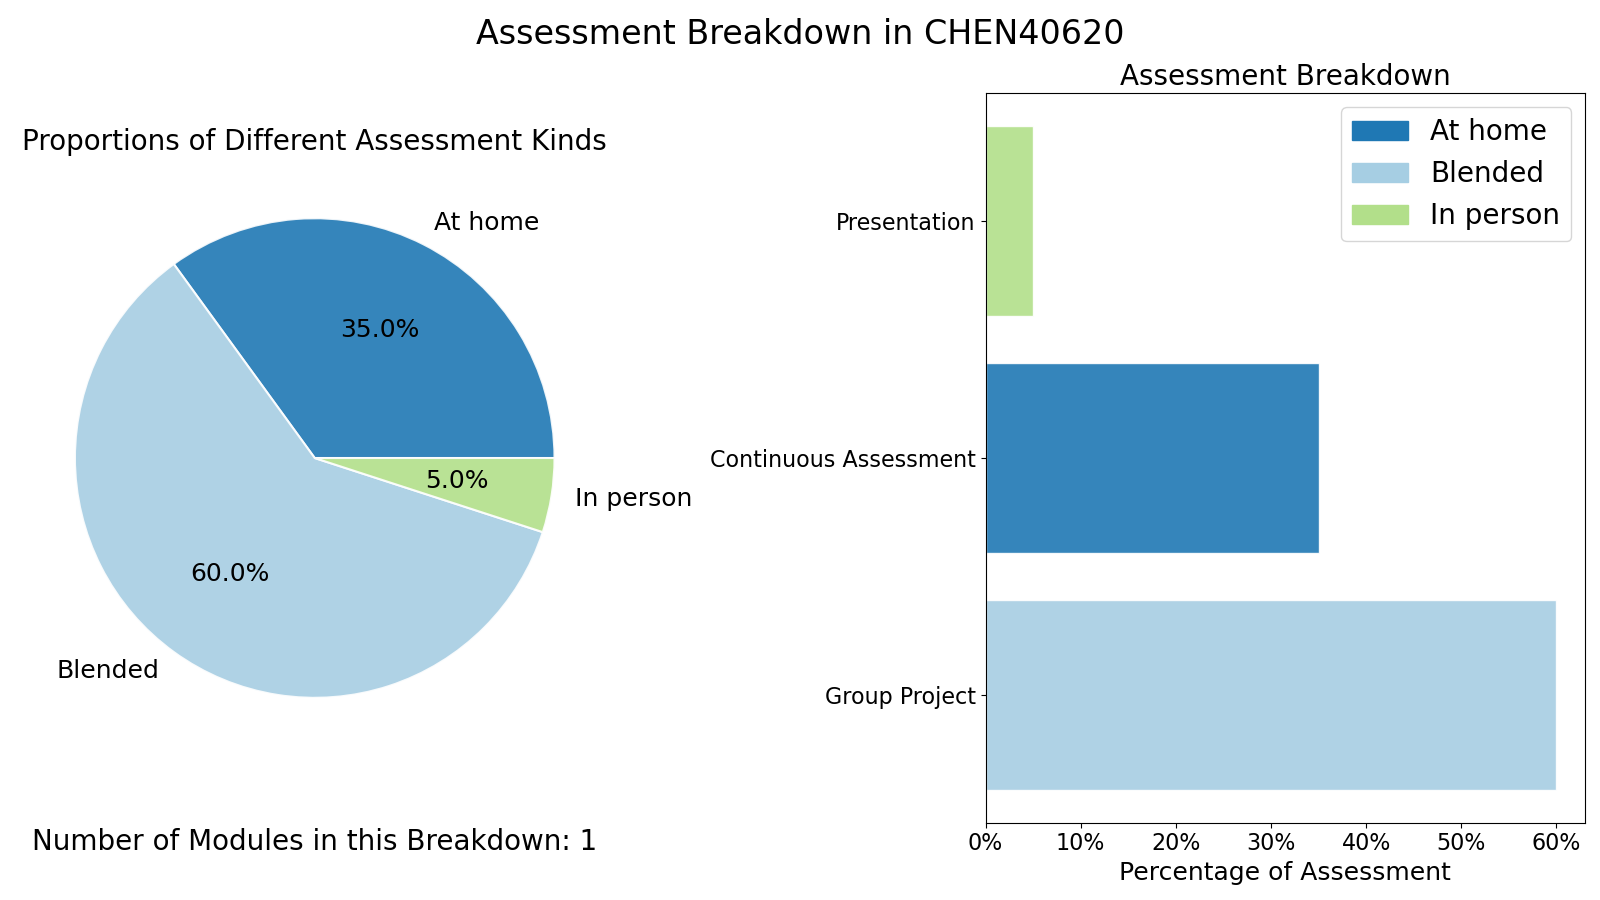 Assessment Breakdown in CHEN40620
Proportions of Different Assessment Kinds
At home
35.0%
5.0%
In person
60.0%
Blended
Number of Modules in this Breakdown: 1
Assessment Breakdown
At home
Blended
In person
Presentation
Continuous Assessment
Group Project
0% 10% 20% 30% 40% 50% 60%
Percentage of Assessment